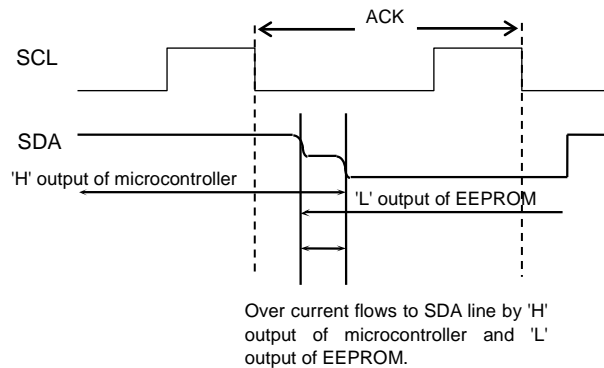 ACK
SCL
SDA
'H' output of microcontroller
'L' output of EEPROM
Over current flows to SDA line by 'H'
output of microcontroller and 'L'
output of EEPROM.